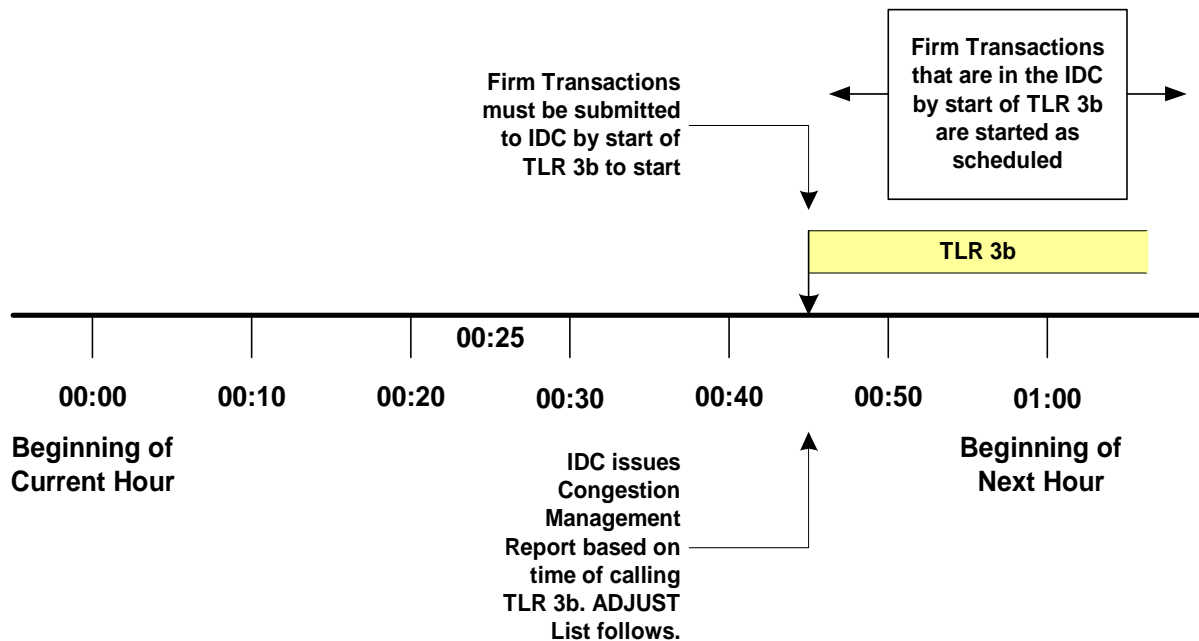 Firm Transactions
must be submitted
to IDC by start of
TLR 3b to start
Firm Transactions
that are in the IDC
by start of TLR 3b
are started as
scheduled
TLR 3b
00:25
00:00
00:10
00:20
00:30
00:40
00:50
01:00
Beginning of
Current Hour
Beginning of
Next Hour
IDC issues
Congestion
Management
Report based on
time of calling
TLR 3b. ADJUST
List follows.